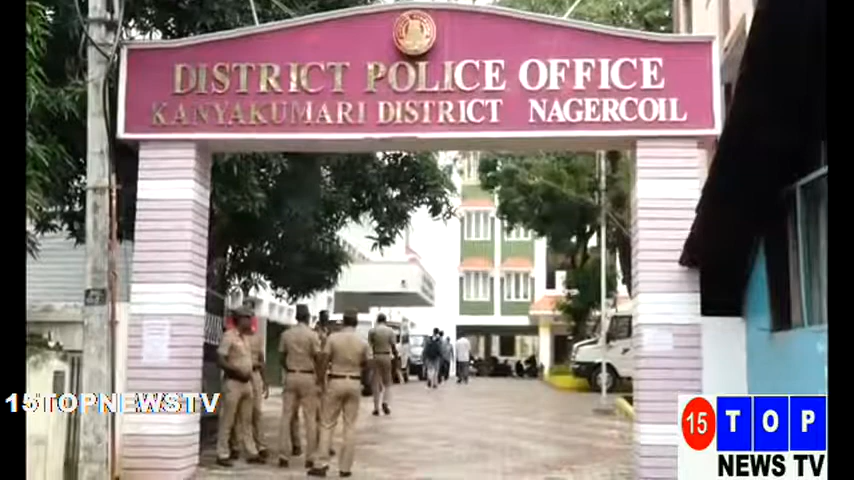 DISTRICT POLICE OFFICE
KANYAKUMARI DISTRICT NAGERCOIL
15TOPNEWSTV
15 TOP
NEWS TV